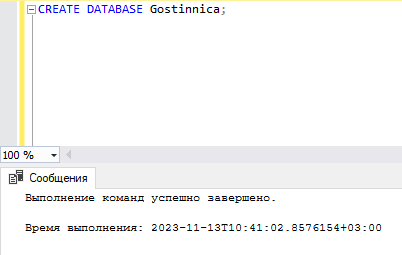 CREATE DATABASE Gostinnica;
100 %
Сообщения
Выполнение команд успешно завершено.
Время выполнения: 2023-11-13T10:41:02.8576154+03:00